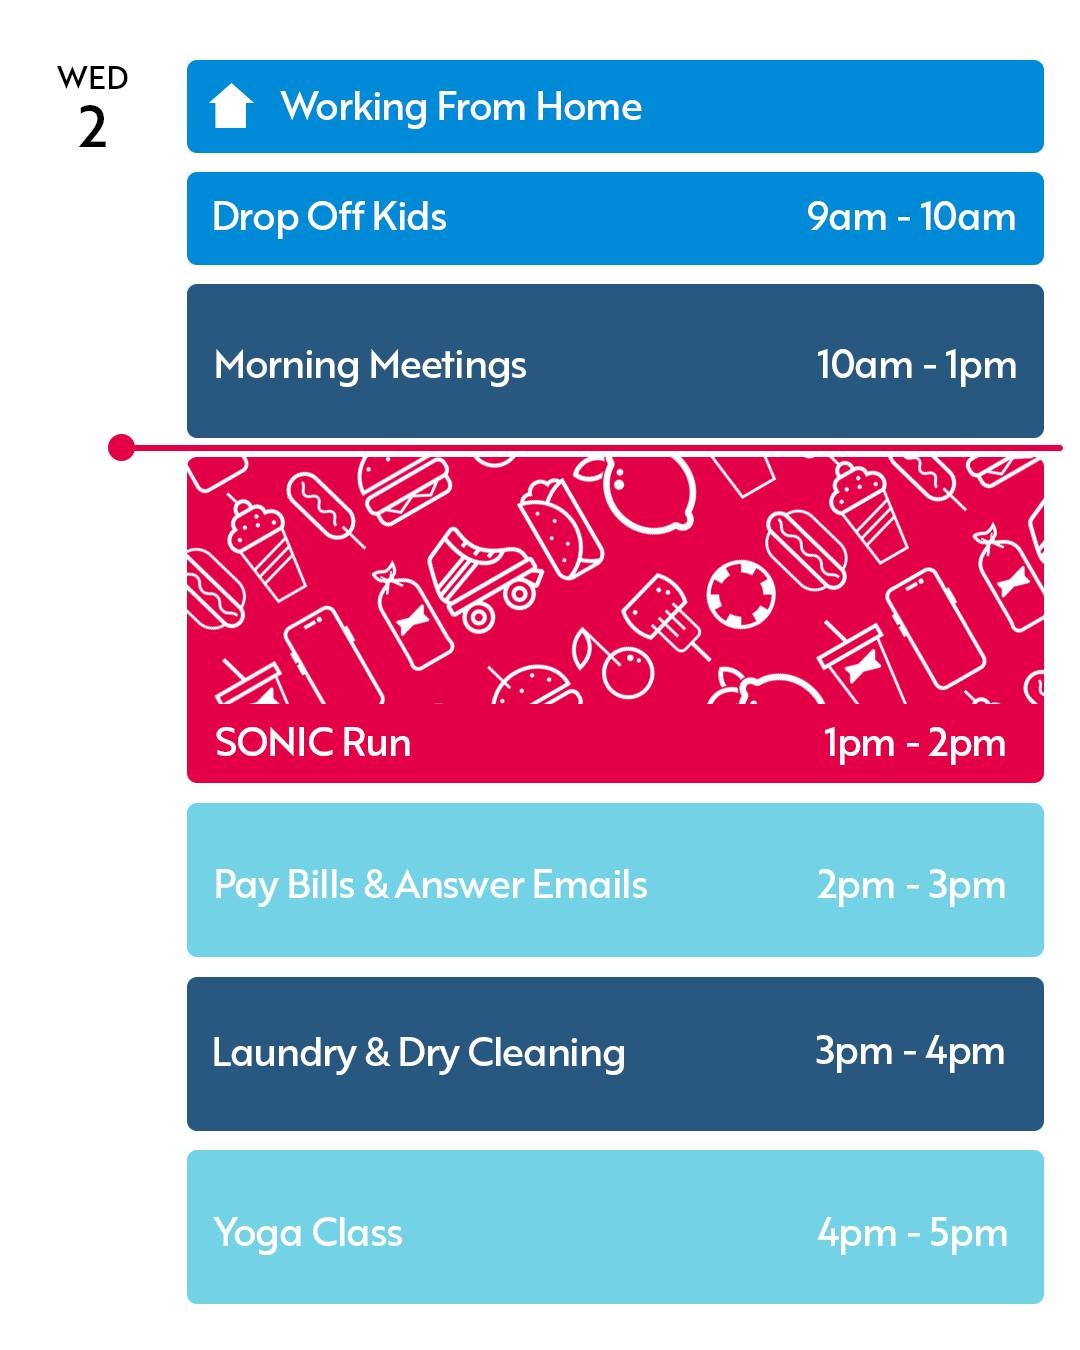 WED
2
Working From Home
Drop Off Kids 9am - 10am
Morning Meetings 10am - 1pm
SONIC Run 1pm - 2pm
Pay Bills & Answer Emails 2pm - 3pm
Laundry & Dry Cleaning 3pm - 4pm
Yoga Class 4pm - 5pm